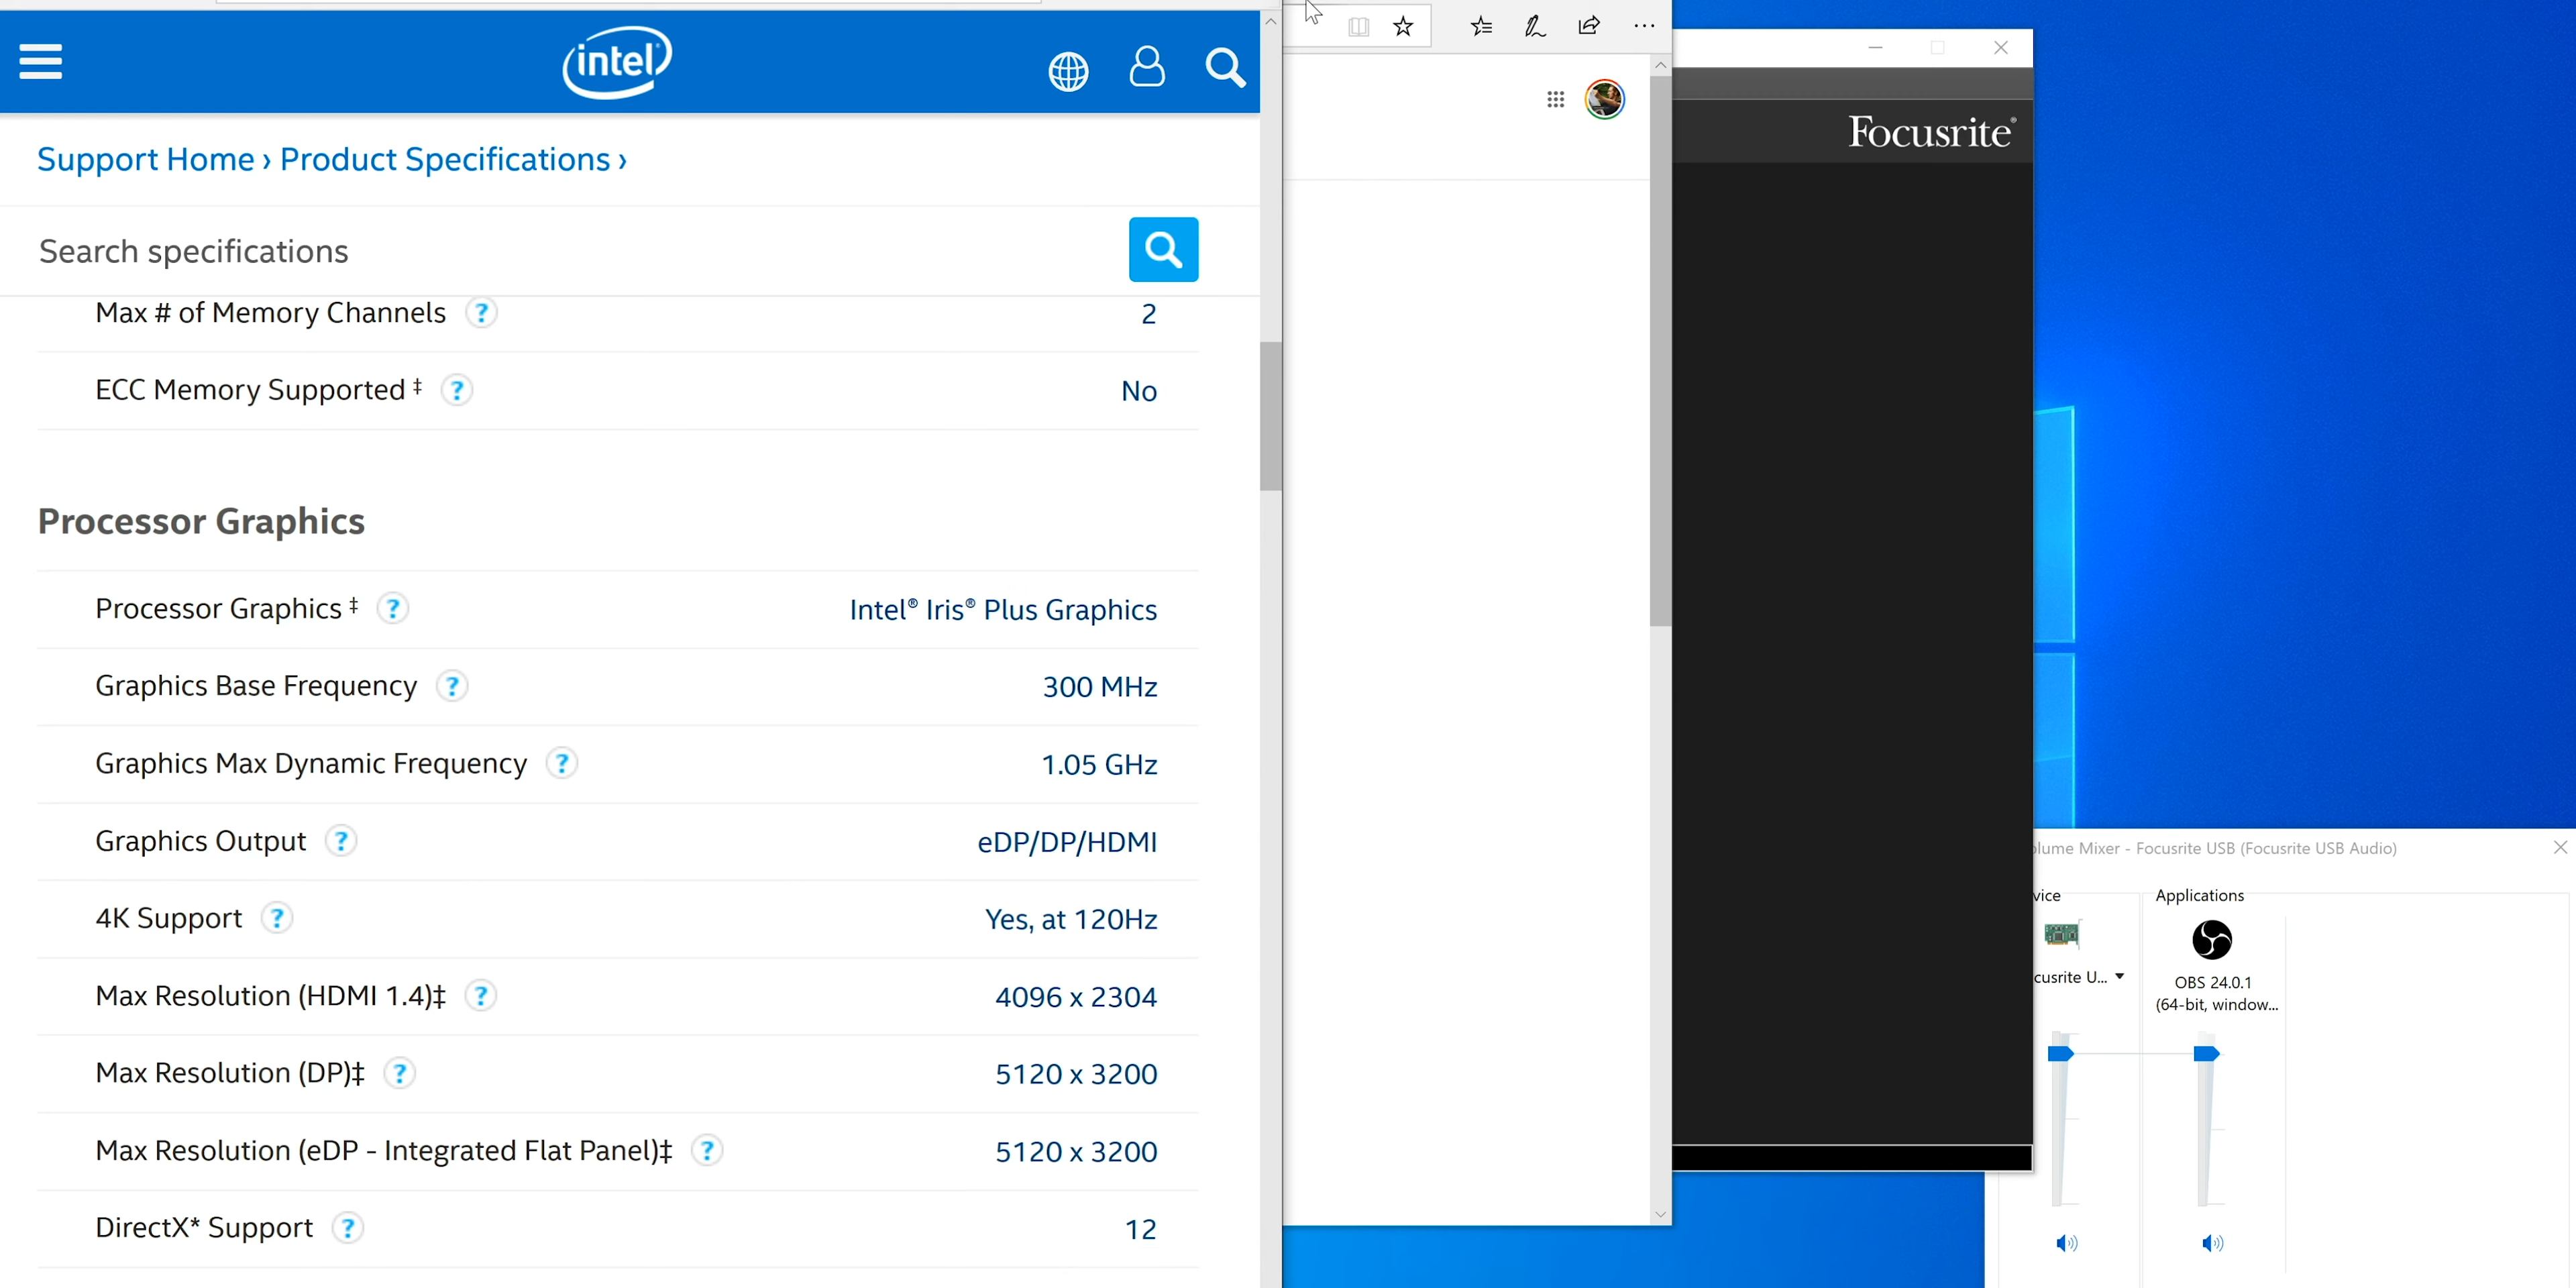 intel
Support Home › Product Specifications ›
Search specifications
Max # of Memory Channels ? 2
ECC Memory Supported ‡ ? No
Processor Graphics
Processor Graphics ‡ ? Intel® Iris® Plus Graphics
Graphics Base Frequency ? 300 MHz
Graphics Max Dynamic Frequency ? 1.05 GHz
Graphics Output ? eDP/DP/HDMI
4K Support ? Yes, at 120Hz
Max Resolution (HDMI 1.4)‡ ? 4096 x 2304
Max Resolution (DP)‡ ? 5120 x 3200
Max Resolution (eDP - Integrated Flat Panel)‡ ? 5120 x 3200
DirectX* Support ? 12
Focusrite®
lume Mixer - Focusrite USB (Focusrite USB Audio)
vice
cusrite U...
Applications
OBS 24.0.1
(64-bit, window...